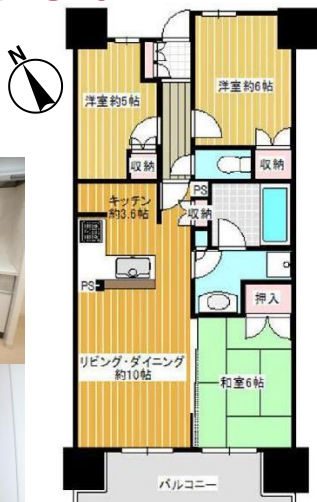 N
洋室約5帖
洋室約6帖
収納
収納
キッチン
約3.6帖
PS
収納
PS
押入
リビング・ダイニング
約10帖
和室6帖
バルコニー